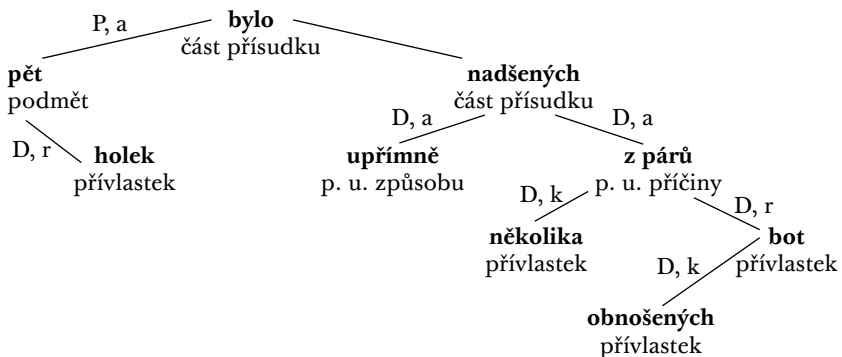 P, a
bylo
část přísudku
pět
podmět
nadšených
část přísudku
D, r
holek
přívlastek
D, a
D, a
upřímně
p. u. způsobu
z párů
p. u. příčiny
D, k
D, r
několika
přívlastek
bot
přívlastek
D, k
obnošených
přívlastek